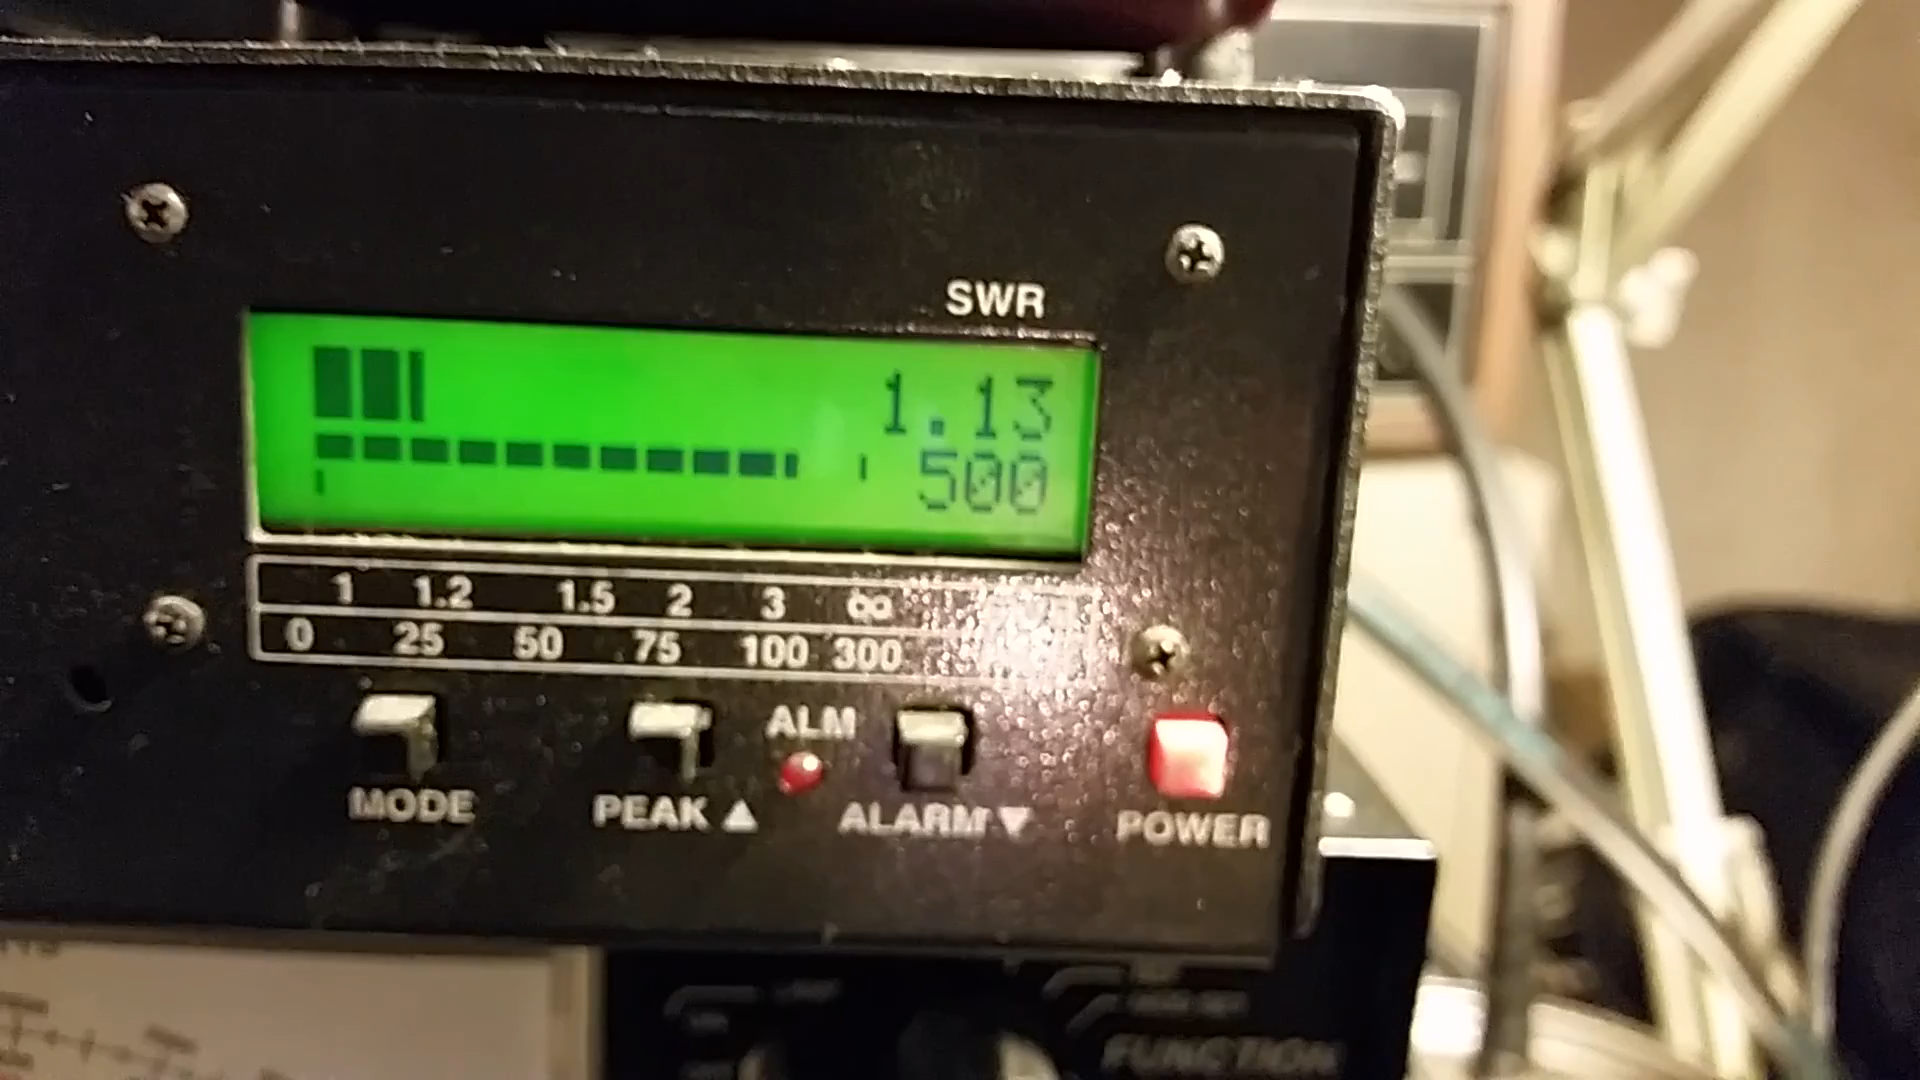 SWR
1.13
500
1 1.2 1.5 2 3 ∞
0 25 50 75 100 300
ALM
MODE PEAK ▲ ALARM ▼ POWER
FUNCTION